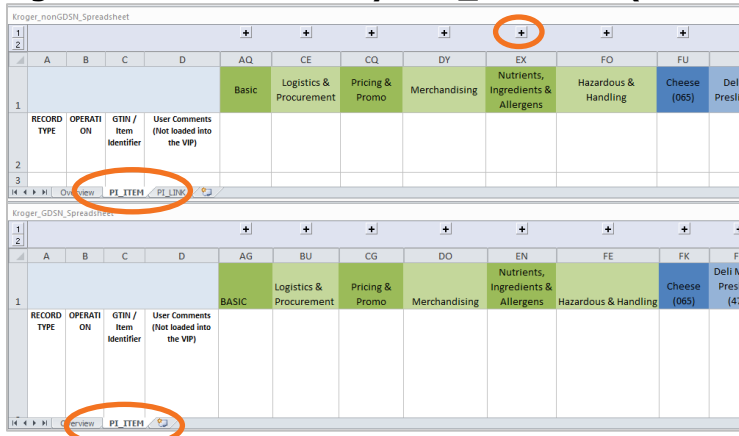 Kroger_nonGDSN_Spreadsheet
1
2
A B C D AQ CE CQ DY EX FO FU
1 Basic Logistics & Procurement Pricing & Promo Merchandising Nutrients, Ingredients & Allergens Hazardous & Handling Cheese (065)
2 RECORD TYPE OPERATI ON GTIN / Item Identifier User Comments (Not loaded into the VIP)
3
Overview PI_ITEM PI_LINK
Kroger_GDSN_Spreadsheet
1
2
A B C D AG BU CG DO EN FE FK F
1 BASIC Logistics & Procurement Pricing & Promo Merchandising Nutrients, Ingredients & Allergens Hazardous & Handling Cheese (065) Deli M
RECORD TYPE OPERATI ON GTIN / Item Identifier User Comments (Not loaded into the VIP)
Overview PI_ITEM